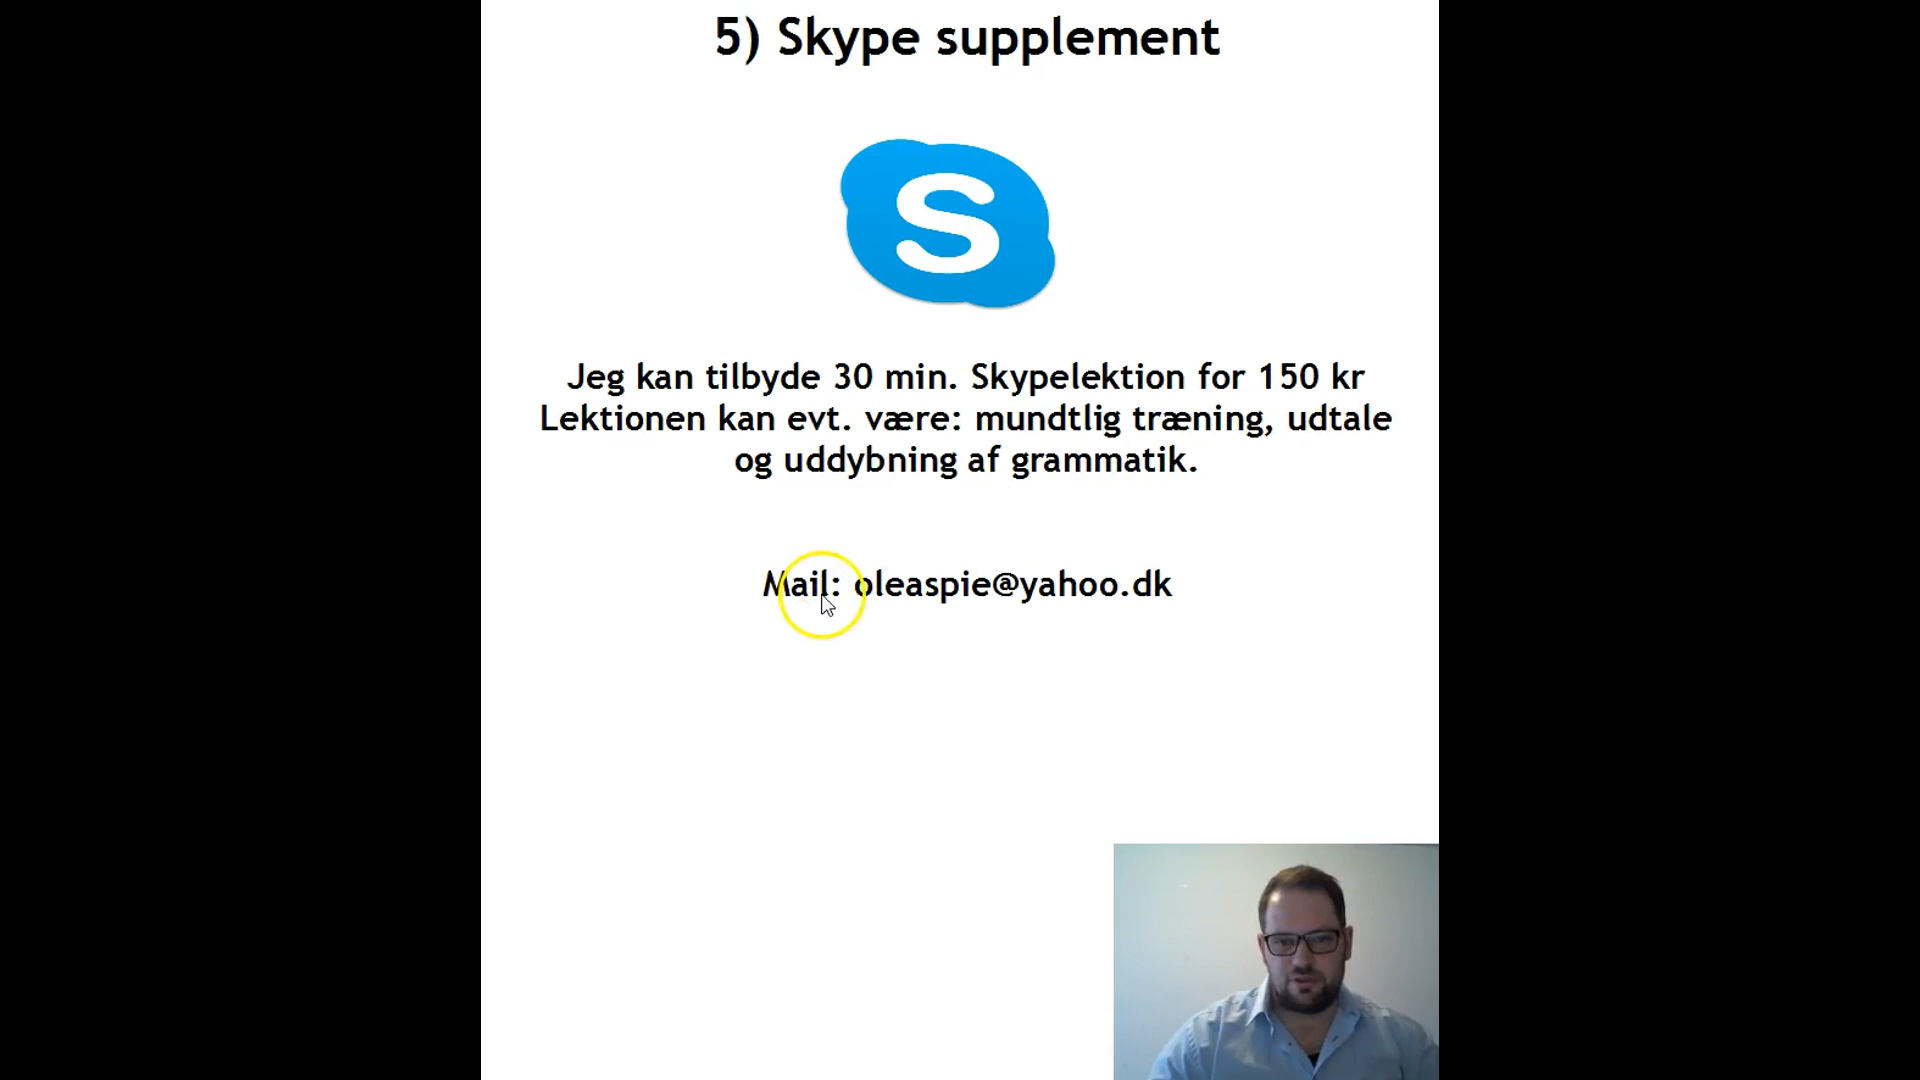 5) Skype supplement
S
Jeg kan tilbyde 30 min. Skypelektion for 150 kr
Lektionen kan evt. være: mundtlig træning, udtale
og uddybning af grammatik.
Mail: oleaspie@yahoo.dk